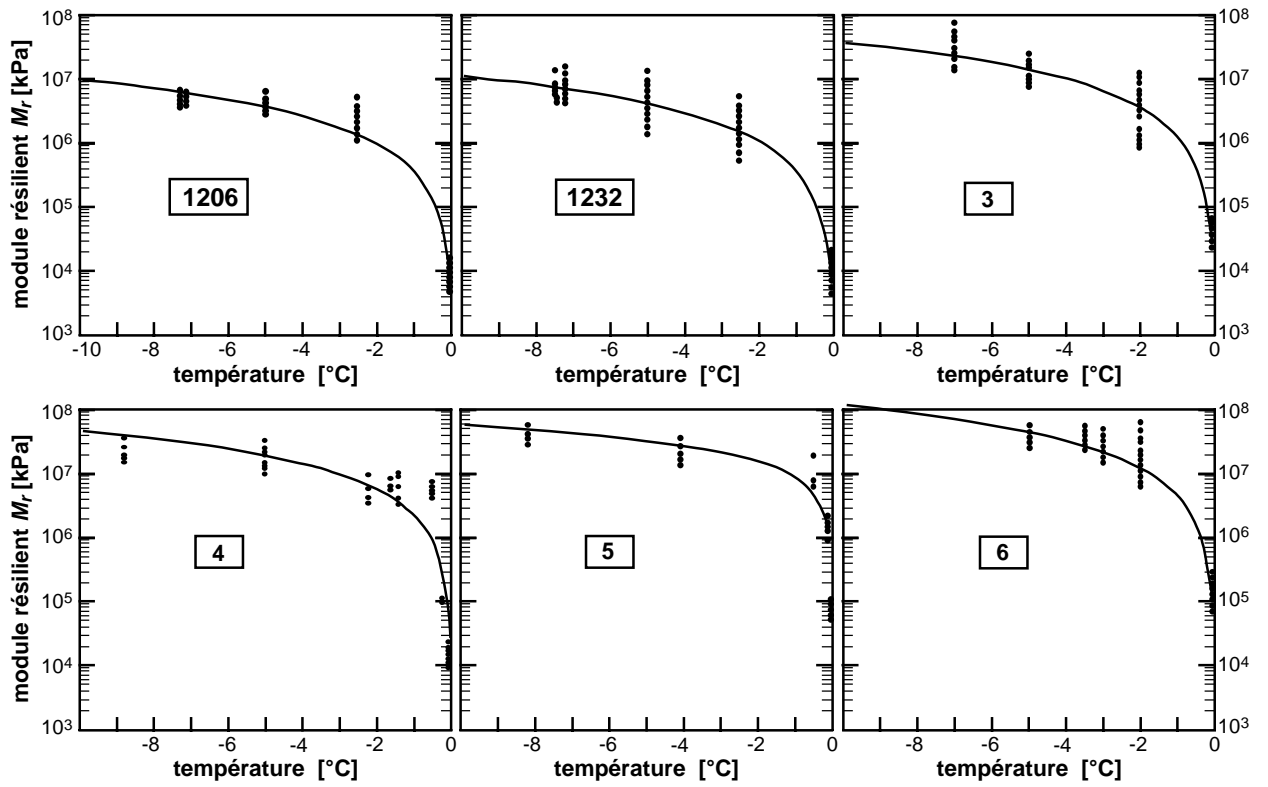 module résilient Mr [kPa]
10⁸
10⁷
10⁶
10⁵
10⁴
10³
1206
-10 -8 -6 -4 -2 0
température [°C]
1232
-8 -6 -4 -2 0
température [°C]
3
10⁸
10⁷
10⁶
10⁵
10⁴
10³
-8 -6 -4 -2 0
température [°C]
module résilient Mr [kPa]
10⁸
10⁷
10⁶
10⁵
10⁴
10³
4
-8 -6 -4 -2 0
température [°C]
5
-8 -6 -4 -2 0
température [°C]
6
10⁸
10⁷
10⁶
10⁵
10⁴
10³
-8 -6 -4 -2 0
température [°C]